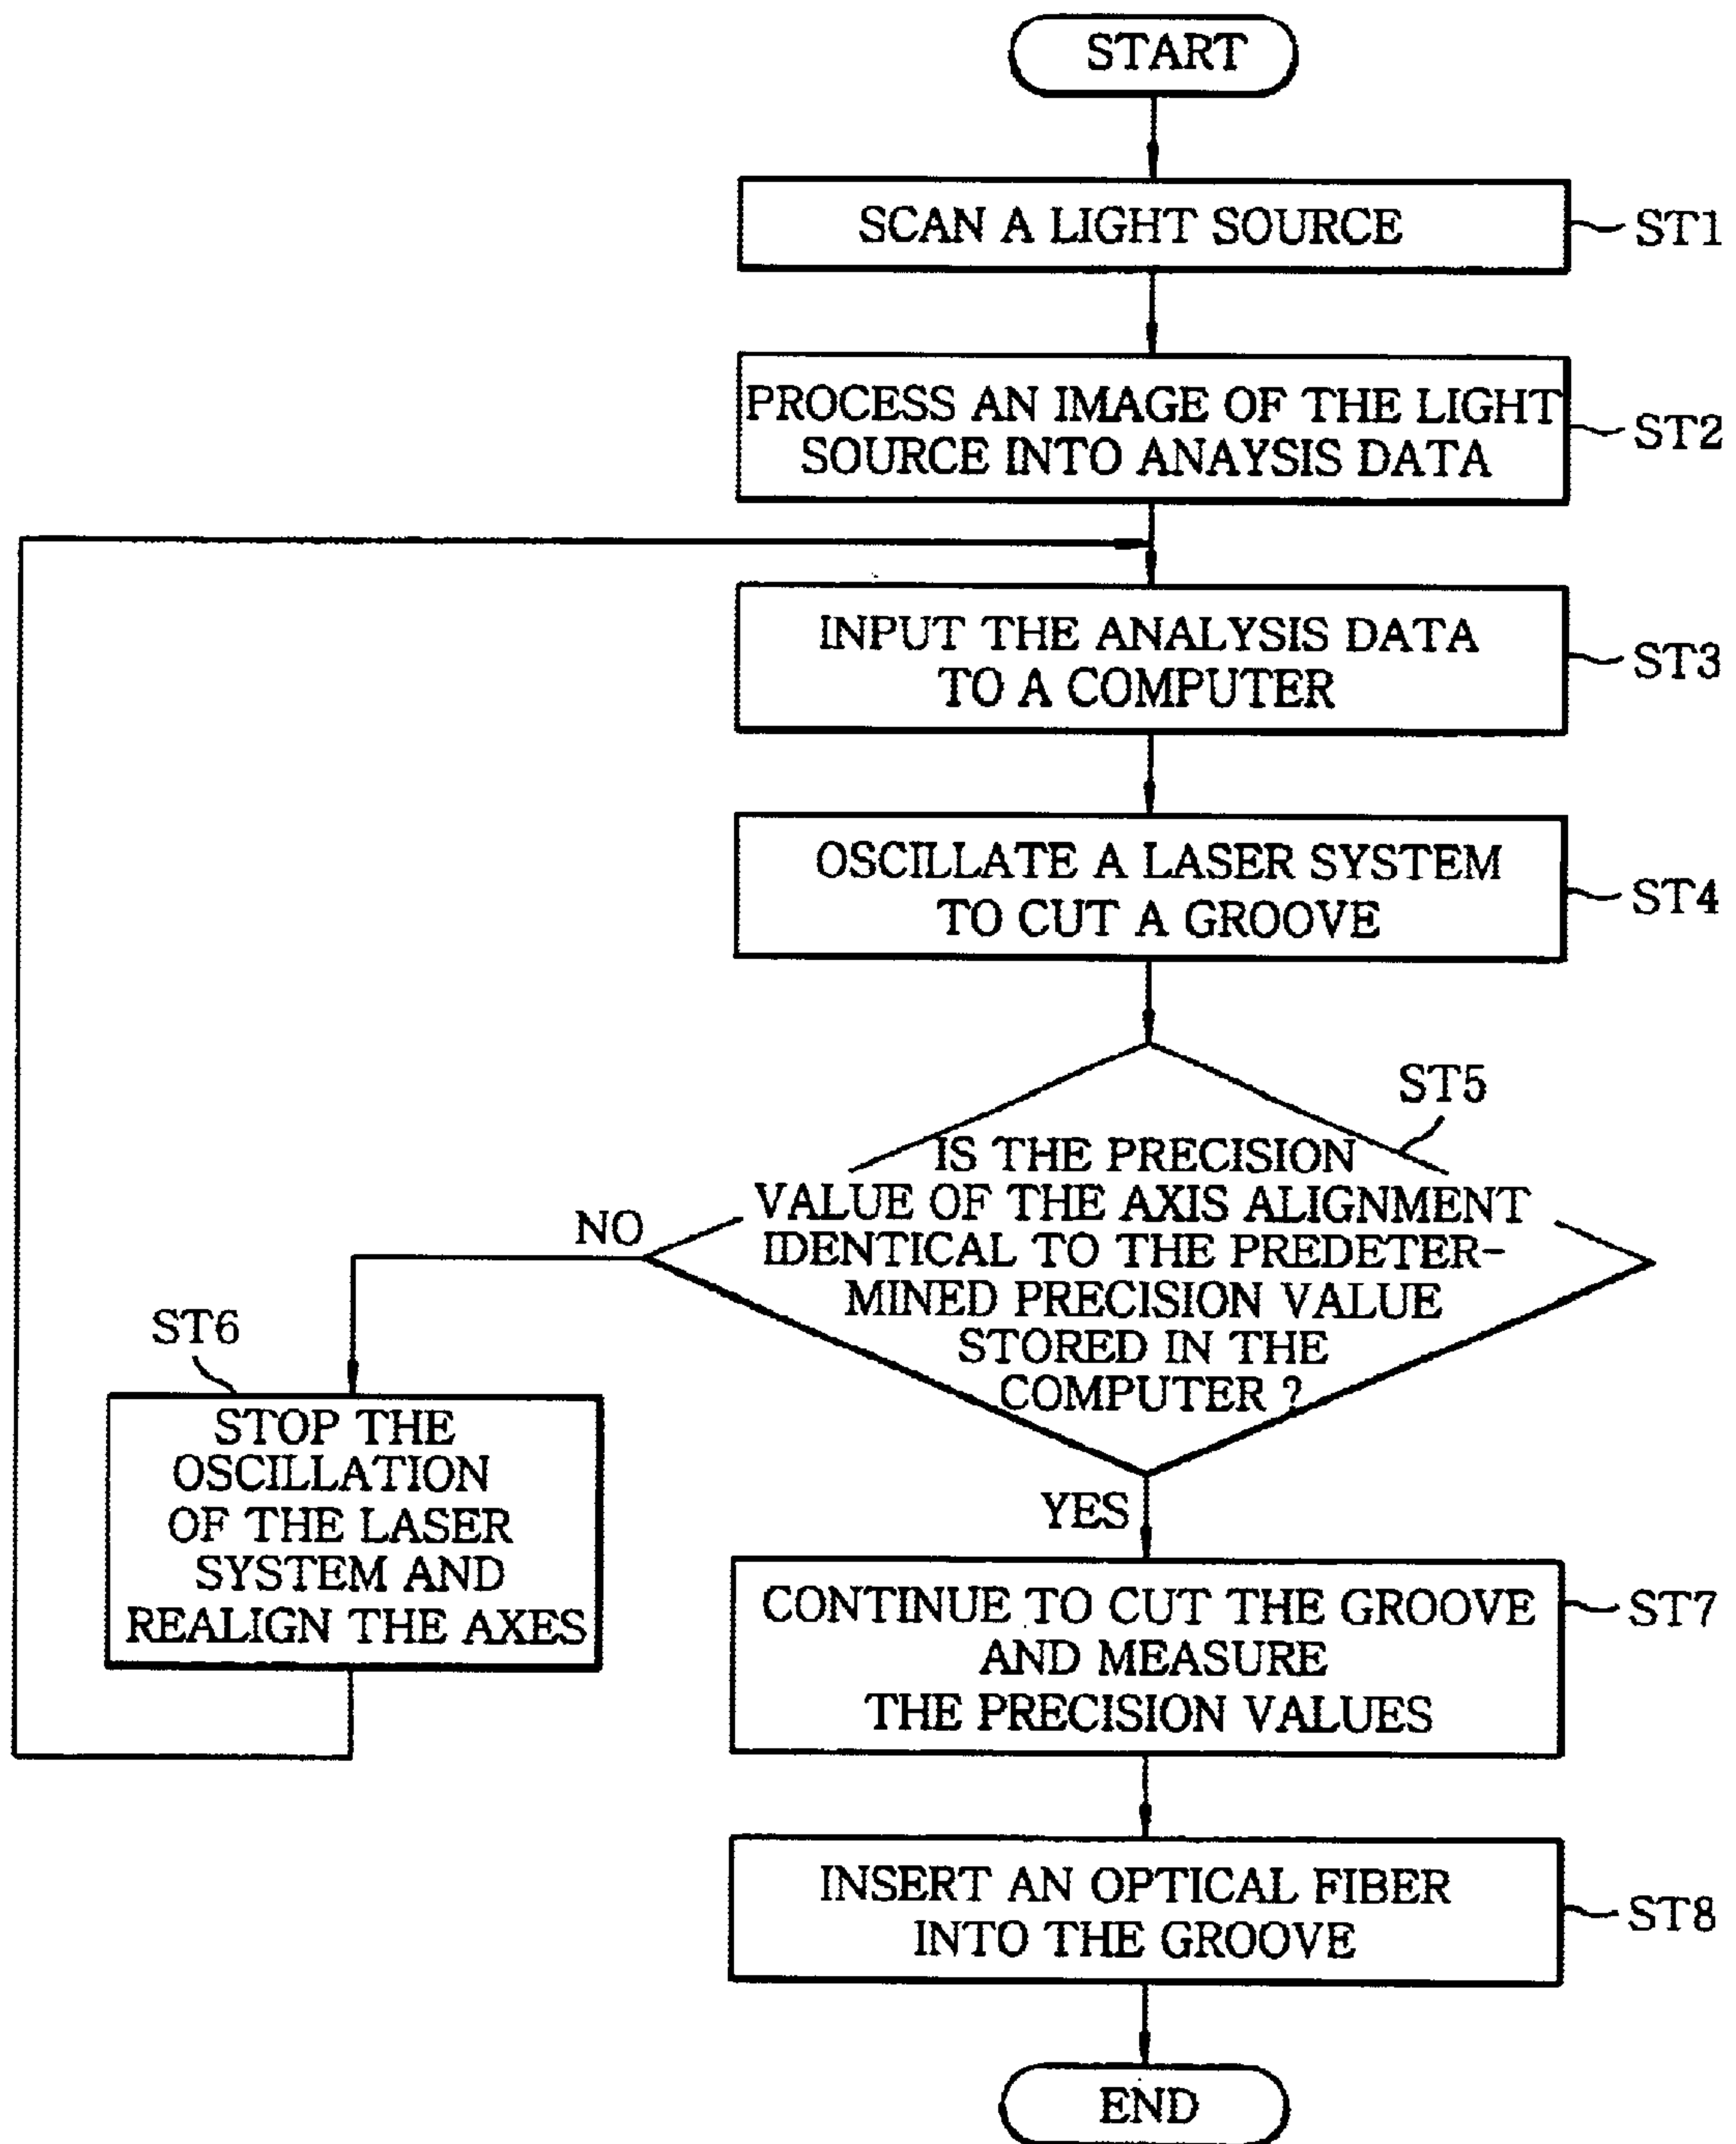 START
SCAN A LIGHT SOURCE
ST1
PROCESS AN IMAGE OF THE LIGHT
SOURCE INTO ANAYSIS DATA
ST2
INPUT THE ANALYSIS DATA
TO A COMPUTER
ST3
OSCILLATE A LASER SYSTEM
TO CUT A GROOVE
ST4
ST5
IS THE PRECISION
VALUE OF THE AXIS ALIGNMENT
IDENTICAL TO THE PREDETER-
MINED PRECISION VALUE
STORED IN THE
COMPUTER ?
NO
ST6
STOP THE
OSCILLATION
OF THE LASER
SYSTEM AND
REALIGN THE AXES
YES
CONTINUE TO CUT THE GROOVE
AND MEASURE
THE PRECISION VALUES
ST7
INSERT AN OPTICAL FIBER
INTO THE GROOVE
ST8
END